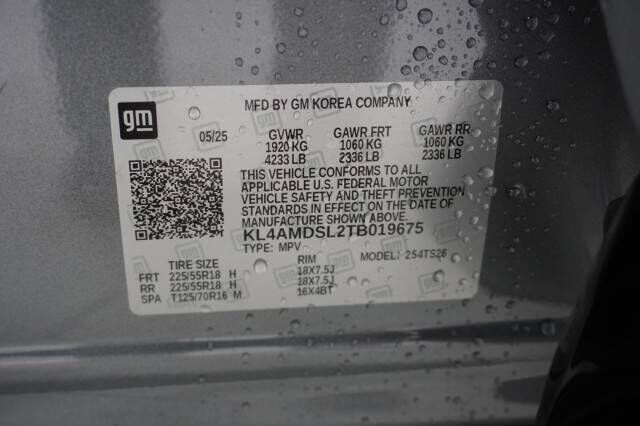 MFD BY GM KOREA COMPANY
gm
05/25 GVWR GAWR FRT GAWR RR
1920 KG 1060 KG 1060 KG
4233 LB 2336 LB 2336 LB
THIS VEHICLE CONFORMS TO ALL
APPLICABLE U.S. FEDERAL MOTOR
VEHICLE SAFETY AND THEFT PREVENTION
STANDARDS IN EFFECT ON THE DATE OF
MANUFACTURE SHOWN ABOVE.
KL4AMDSL2TB019675
TYPE: MPV MODEL: 254TS26
TIRE SIZE RIM
FRT 225/55R18 H 18X7.5J
RR 225/55R18 H 18X7.5J
SPA T125/70R16 M 16X4BT